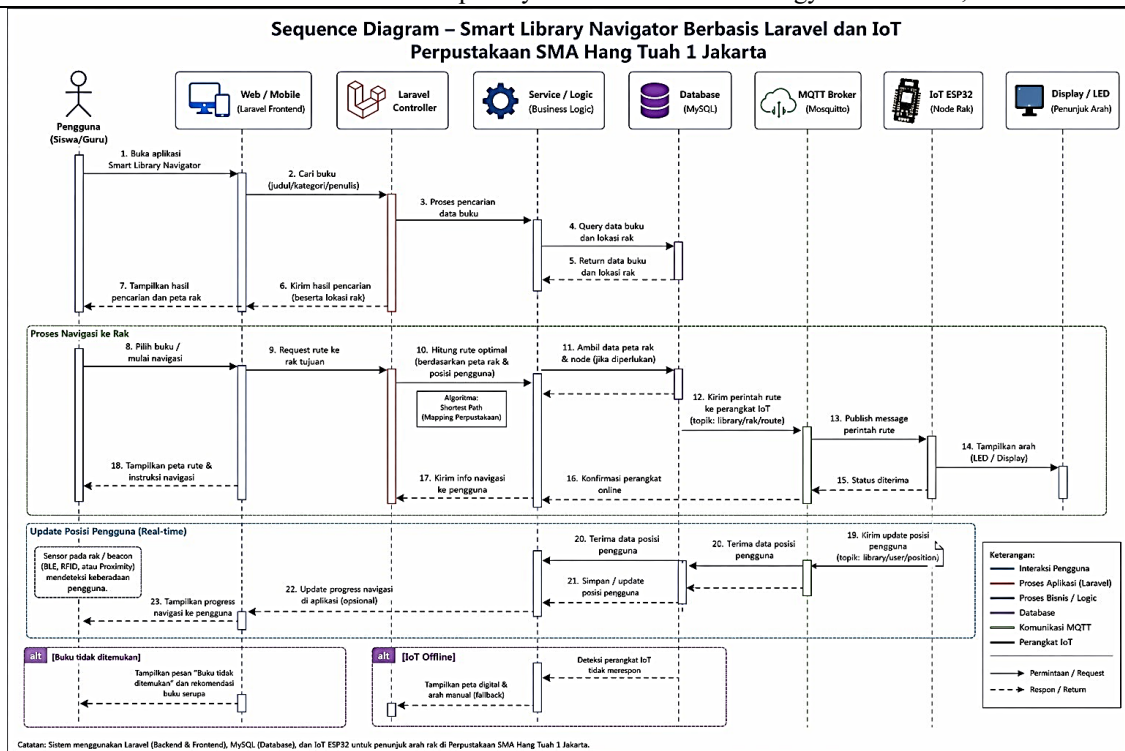 Sequence Diagram – Smart Library Navigator Berbasis Laravel dan IoT
Perpustakaan SMA Hang Tuah 1 Jakarta
Pengguna
(Siswa/Guru)
Web / Mobile
(Laravel Frontend)
Laravel
Controller
Service / Logic
(Business Logic)
Database
(MySQL)
MQTT Broker
(Mosquitto)
IoT ESP32
(Node Rak)
Display / LED
(Penunjuk Arah)
1. Buka aplikasi
Smart Library Navigator
2. Cari buku
(judul/kategori/penulis)
3. Proses pencarian
data buku
4. Query data buku
dan lokasi rak
5. Return data buku
dan lokasi rak
6. Kirim hasil pencarian
(beserta lokasi rak)
7. Tampilkan hasil
pencarian dan peta rak
Proses Navigasi ke Rak
8. Pilih buku /
mulai navigasi
9. Request rute ke
rak tujuan
10. Hitung rute optimal
(berdasarkan peta rak &
posisi pengguna)
Algoritma:
Shortest Path
(Mapping Perpustakaan)
11. Ambil data peta rak
& node (jika diperlukan)
12. Kirim perintah rute
ke perangkat IoT
(topik: library/rak/route)
13. Publish message
perintah rute
14. Tampilkan arah
(LED / Display)
15. Status diterima
16. Konfirmasi perangkat
online
17. Kirim info navigasi
ke pengguna
18. Tampilkan peta rute &
instruksi navigasi
Update Posisi Pengguna (Real-time)
Sensor pada rak / beacon
(BLE, RFID, atau Proximity)
mendeteksi keberadaan
pengguna.
19. Kirim update posisi
pengguna
(topik: library/user/position)
20. Terima data posisi
pengguna
20. Terima data posisi
pengguna
21. Simpan / update
posisi pengguna
22. Update progress navigasi
di aplikasi (opsional)
23. Tampilkan progress
navigasi ke pengguna
Keterangan:
Interaksi Pengguna
Proses Aplikasi (Laravel)
Proses Bisnis / Logic
Database
Komunikasi MQTT
Perangkat IoT
Permintaan / Request
Respon / Return
alt [Buku tidak ditemukan]
Tampilkan pesan "Buku tidak
ditemukan" dan rekomendasi
buku serupa
alt [IoT Offline]
Deteksi perangkat IoT
tidak merespon
Tampilkan peta digital &
arah manual (fallback)
Catatan: Sistem menggunakan Laravel (Backend & Frontend), MySQL (Database), dan IoT ESP32 untuk penunjuk arah rak di Perpustakaan SMA Hang Tuah 1 Jakarta.